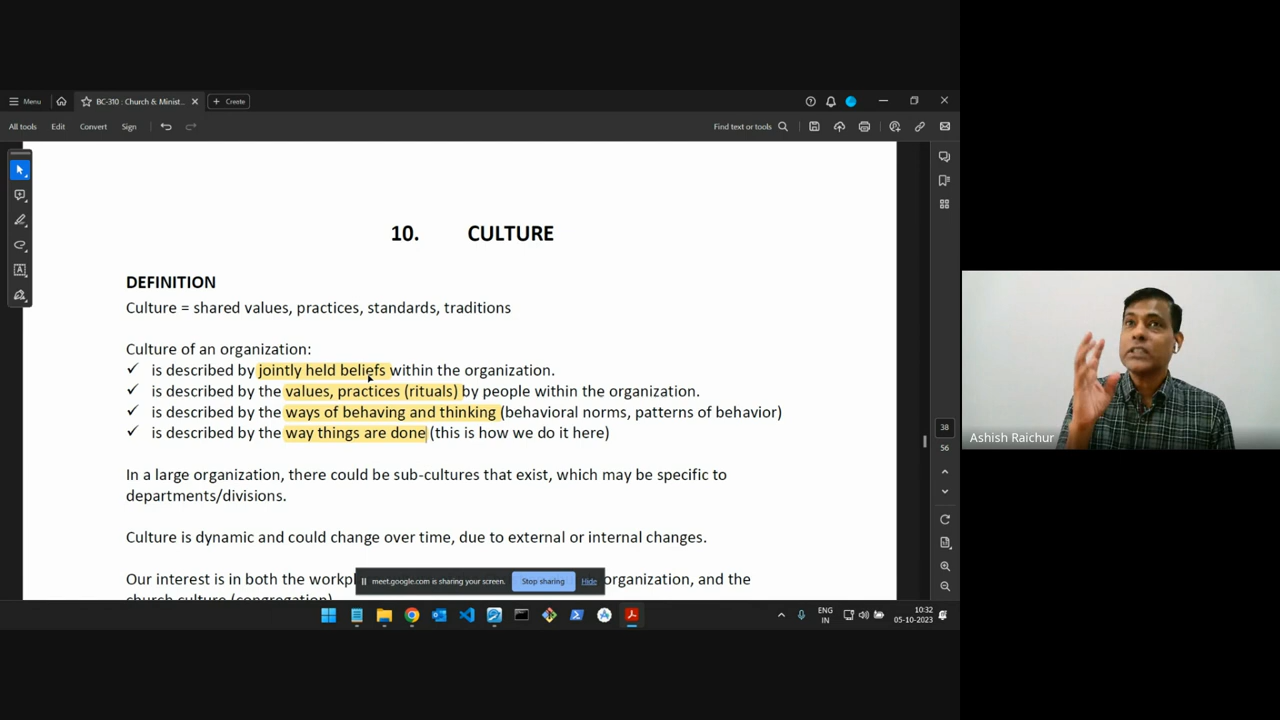 Menu
BC-310 : Church & Minist...
Create
All tools
Edit
Convert
Sign
Find text or tools
10. CULTURE
DEFINITION
Culture = shared values, practices, standards, traditions
Culture of an organization:
✓ is described by jointly held beliefs within the organization.
✓ is described by the values, practices (rituals) by people within the organization.
✓ is described by the ways of behaving and thinking (behavioral norms, patterns of behavior)
✓ is described by the way things are done (this is how we do it here)
In a large organization, there could be sub-cultures that exist, which may be specific to
departments/divisions.
Culture is dynamic and could change over time, due to external or internal changes.
Our interest is in both the workpl organization, and the
church culture (congregation)
meet.google.com is sharing your screen.
Stop sharing
Hide
38
56
ENG
IN
10:32
05-10-2023
Ashish Raichur